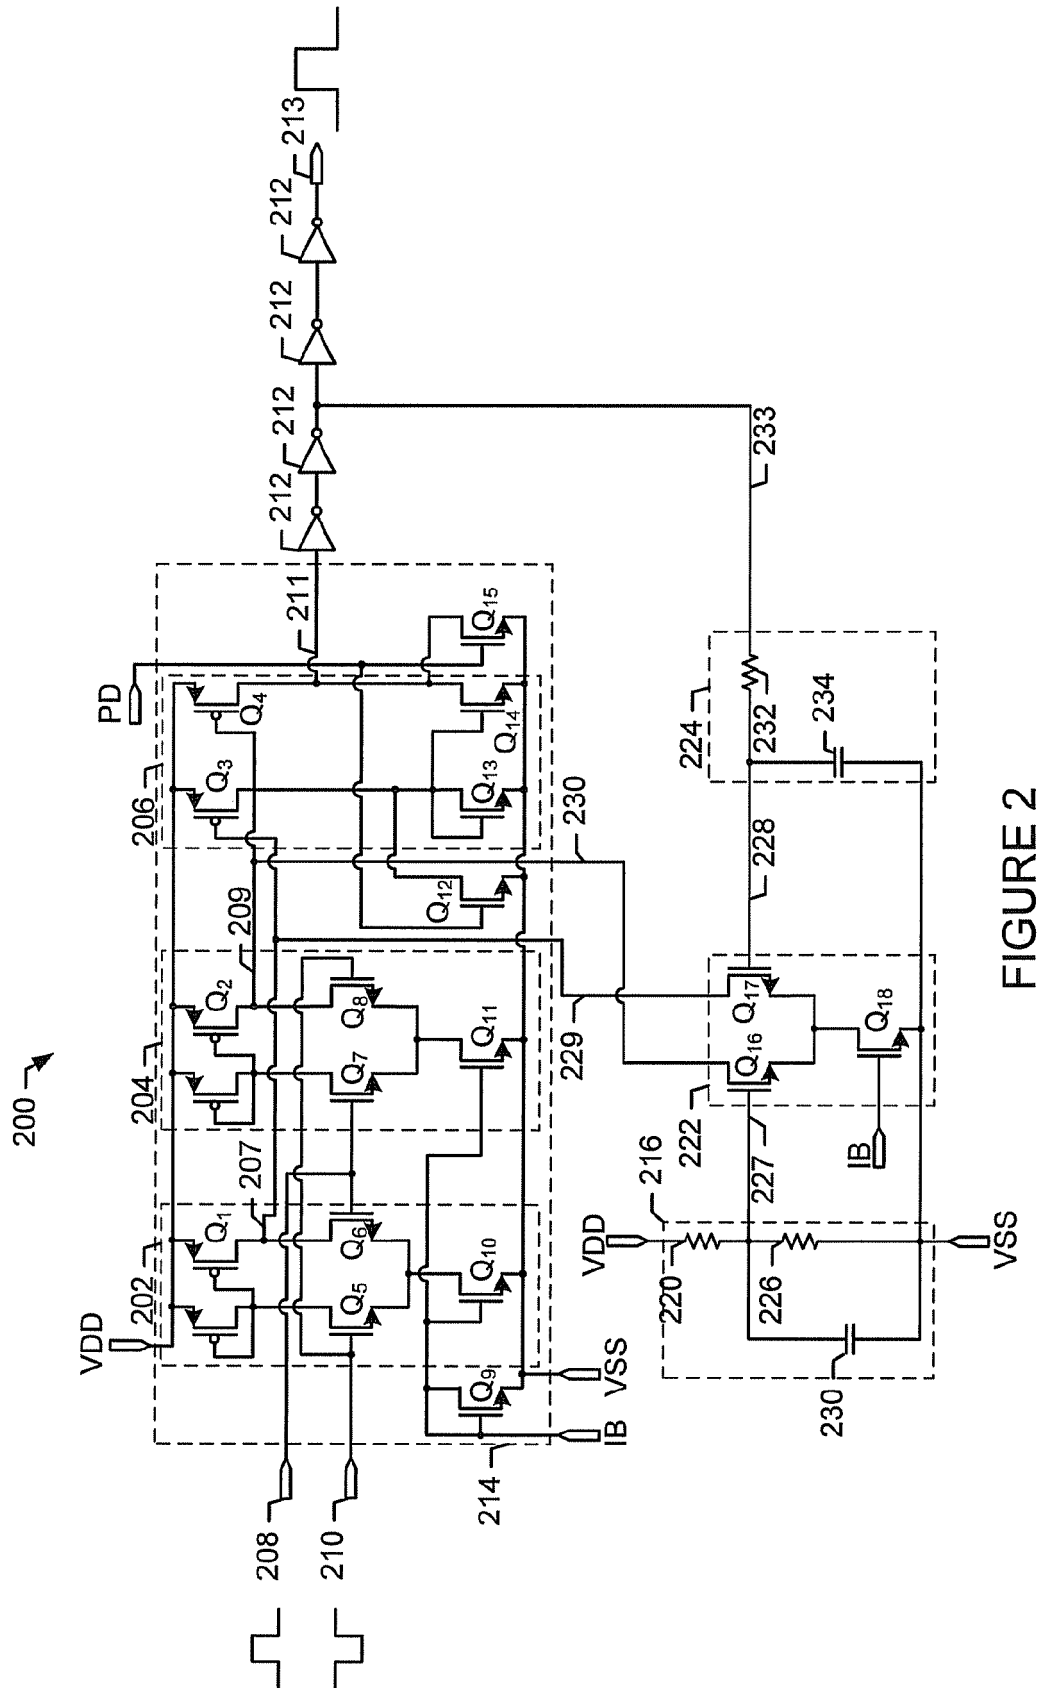 200
VDD
202
204
206
PD
Q1
Q2
Q3
Q4
207
209
211
212
212
212
212
213
208
210
Q5
Q6
Q7
Q8
Q9
Q10
Q11
Q12
Q13
Q14
Q15
214
IB
VSS
230
229
VDD
216
220
226
230
VSS
222
227
IB
Q16
Q17
Q18
228
224
232
234
233
FIGURE 2